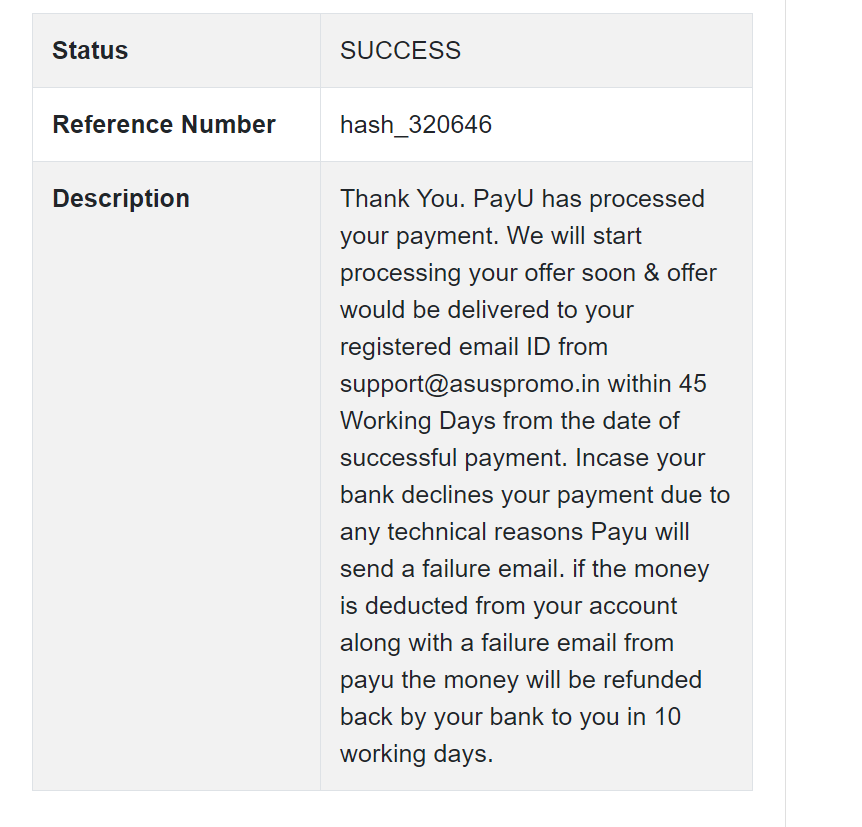 Status
SUCCESS
Reference Number
hash_320646
Description
Thank You. PayU has processed
your payment. We will start
processing your offer soon & offer
would be delivered to your
registered email ID from
support@asuspromo.in within 45
Working Days from the date of
successful payment. Incase your
bank declines your payment due to
any technical reasons Payu will
send a failure email. if the money
is deducted from your account
along with a failure email from
payu the money will be refunded
back by your bank to you in 10
working days.